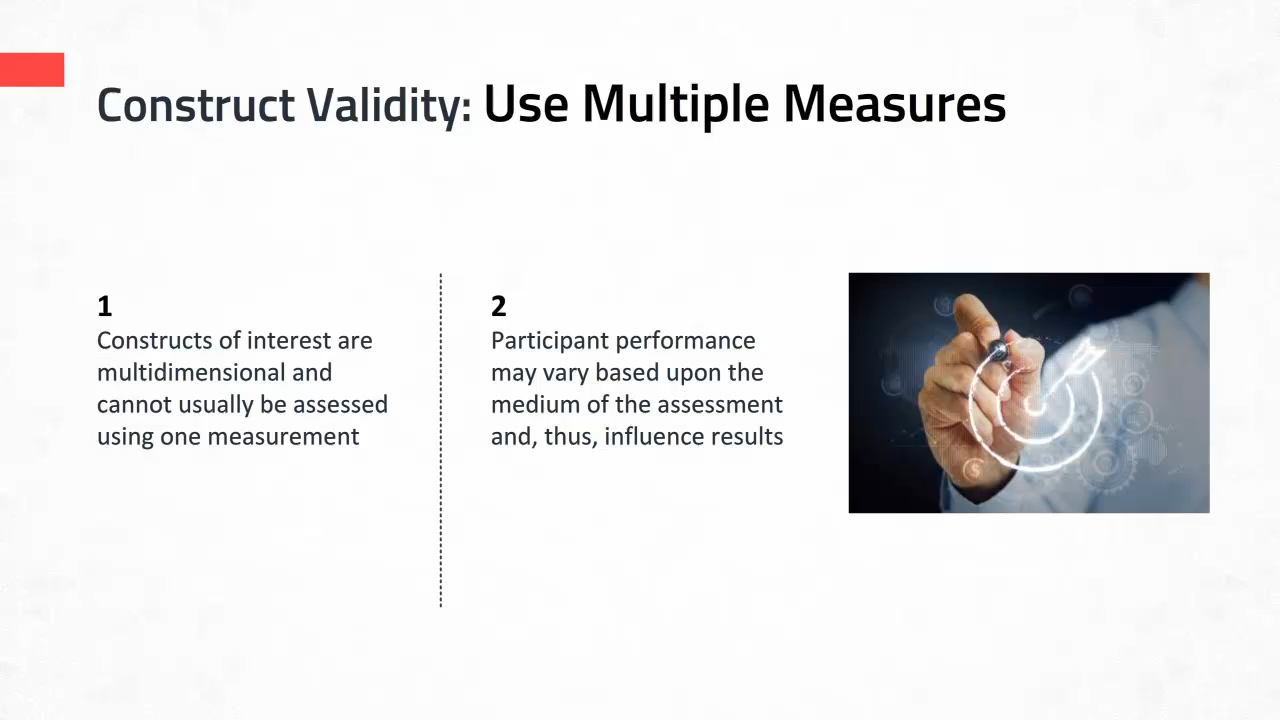 Construct Validity: Use Multiple Measures
1
Constructs of interest are
multidimensional and
cannot usually be assessed
using one measurement
2
Participant performance
may vary based upon the
medium of the assessment
and, thus, influence results
$